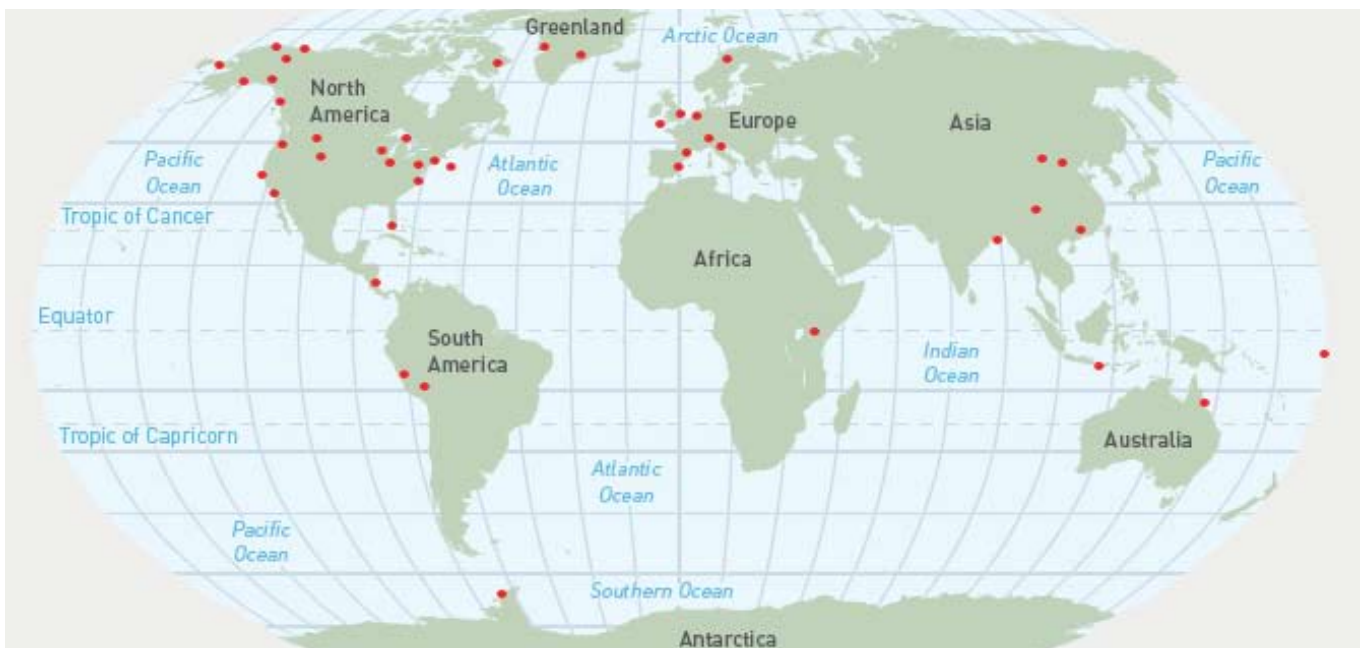 Greenland
Arctic Ocean
North
America
Europe
Asia
Pacific
Ocean
Atlantic
Ocean
Pacific
Ocean
Tropic of Cancer
Africa
Equator
South
America
Indian
Ocean
Tropic of Capricorn
Australia
Atlantic
Ocean
Pacific
Ocean
Southern Ocean
Antarctica